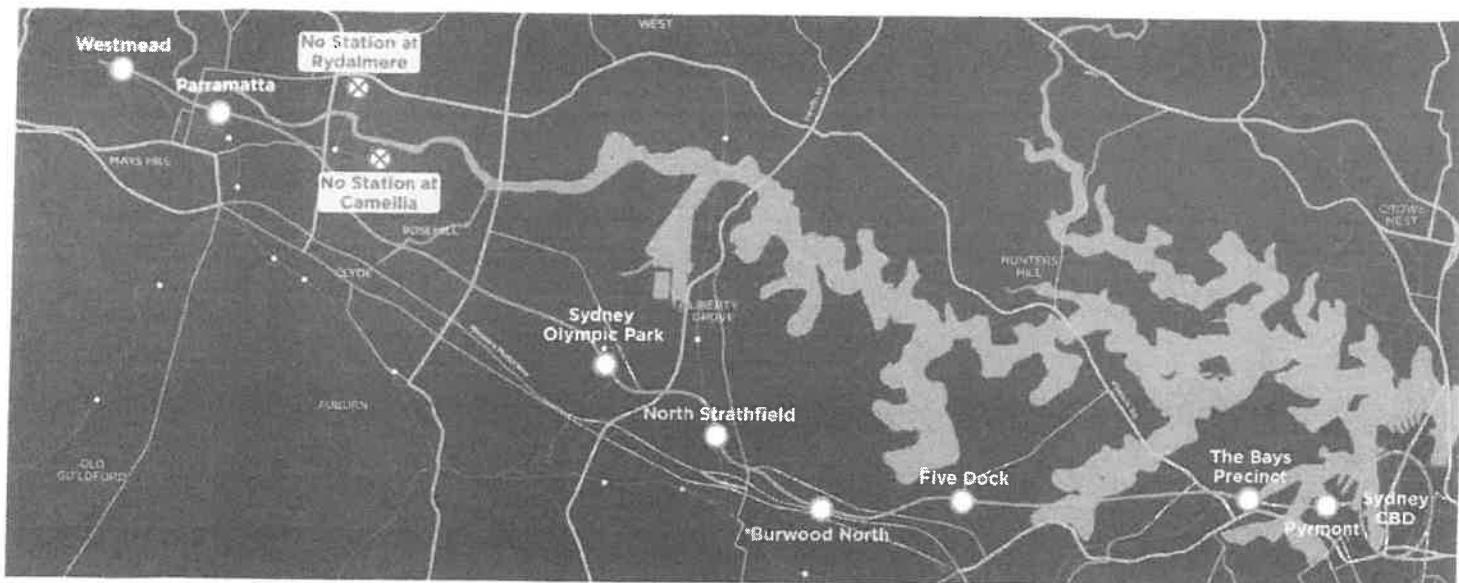 WEST
Westmead
No Station at
Rydalmere
Parramatta
MAYS HILL
No Station at
Camellia
ROSEHILL
CLYDE
HUNTERS
HILL
CROWS
NEST
LIBERTY
GROVE
Sydney
Olympic Park
AUBURN
North Strathfield
OLD
GUILDFORD
Five Dock
The Bays
Precinct
Sydney
CBD
Burwood North
Pyrmont